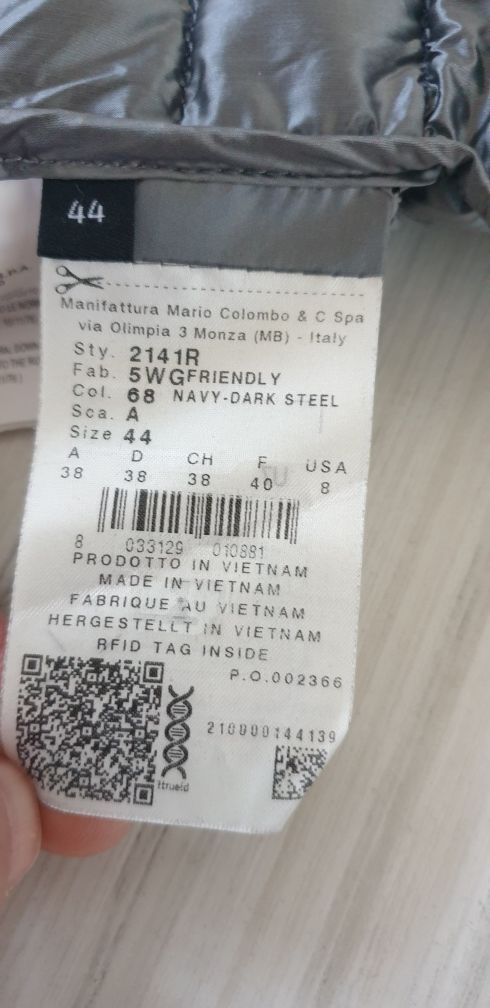 44
Manifattura Mario Colombo & C Spa
via Olimpia 3 Monza (MB) - Italy
Sty. 2141R
Fab. 5WGFRIENDLY
Col. 68 NAVY-DARK STEEL
Sca. A
Size 44
A D CH F USA
38 38 38 40 8
8 033129 010881
PRODOTTO IN VIETNAM
MADE IN VIETNAM
FABRIQUE AU VIETNAM
HERGESTELLT IN VIETNAM
RFID TAG INSIDE
P.O.002366
210000144139